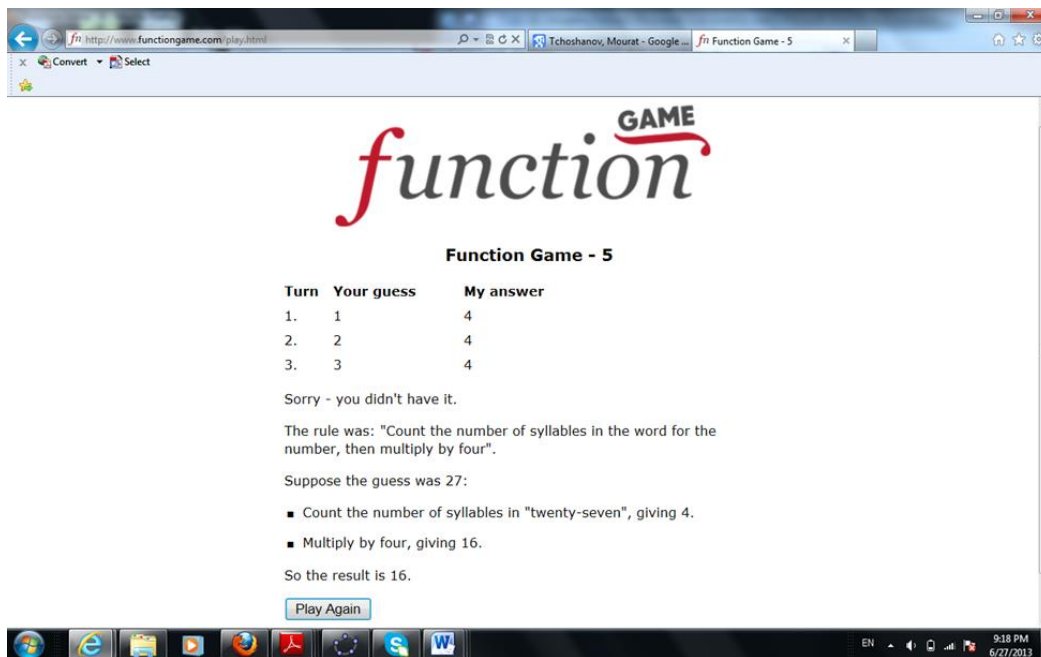 fn http://www.functiongame.com/play.html
Tchoshanov, Mourat - Google ...
fn Function Game - 5
x Convert Select
function GAME
Function Game - 5
Turn Your guess My answer
1. 1 4
2. 2 4
3. 3 4
Sorry - you didn't have it.
The rule was: "Count the number of syllables in the word for the
number, then multiply by four".
Suppose the guess was 27:
■ Count the number of syllables in "twenty-seven", giving 4.
■ Multiply by four, giving 16.
So the result is 16.
Play Again
EN 9:18 PM
6/27/2013